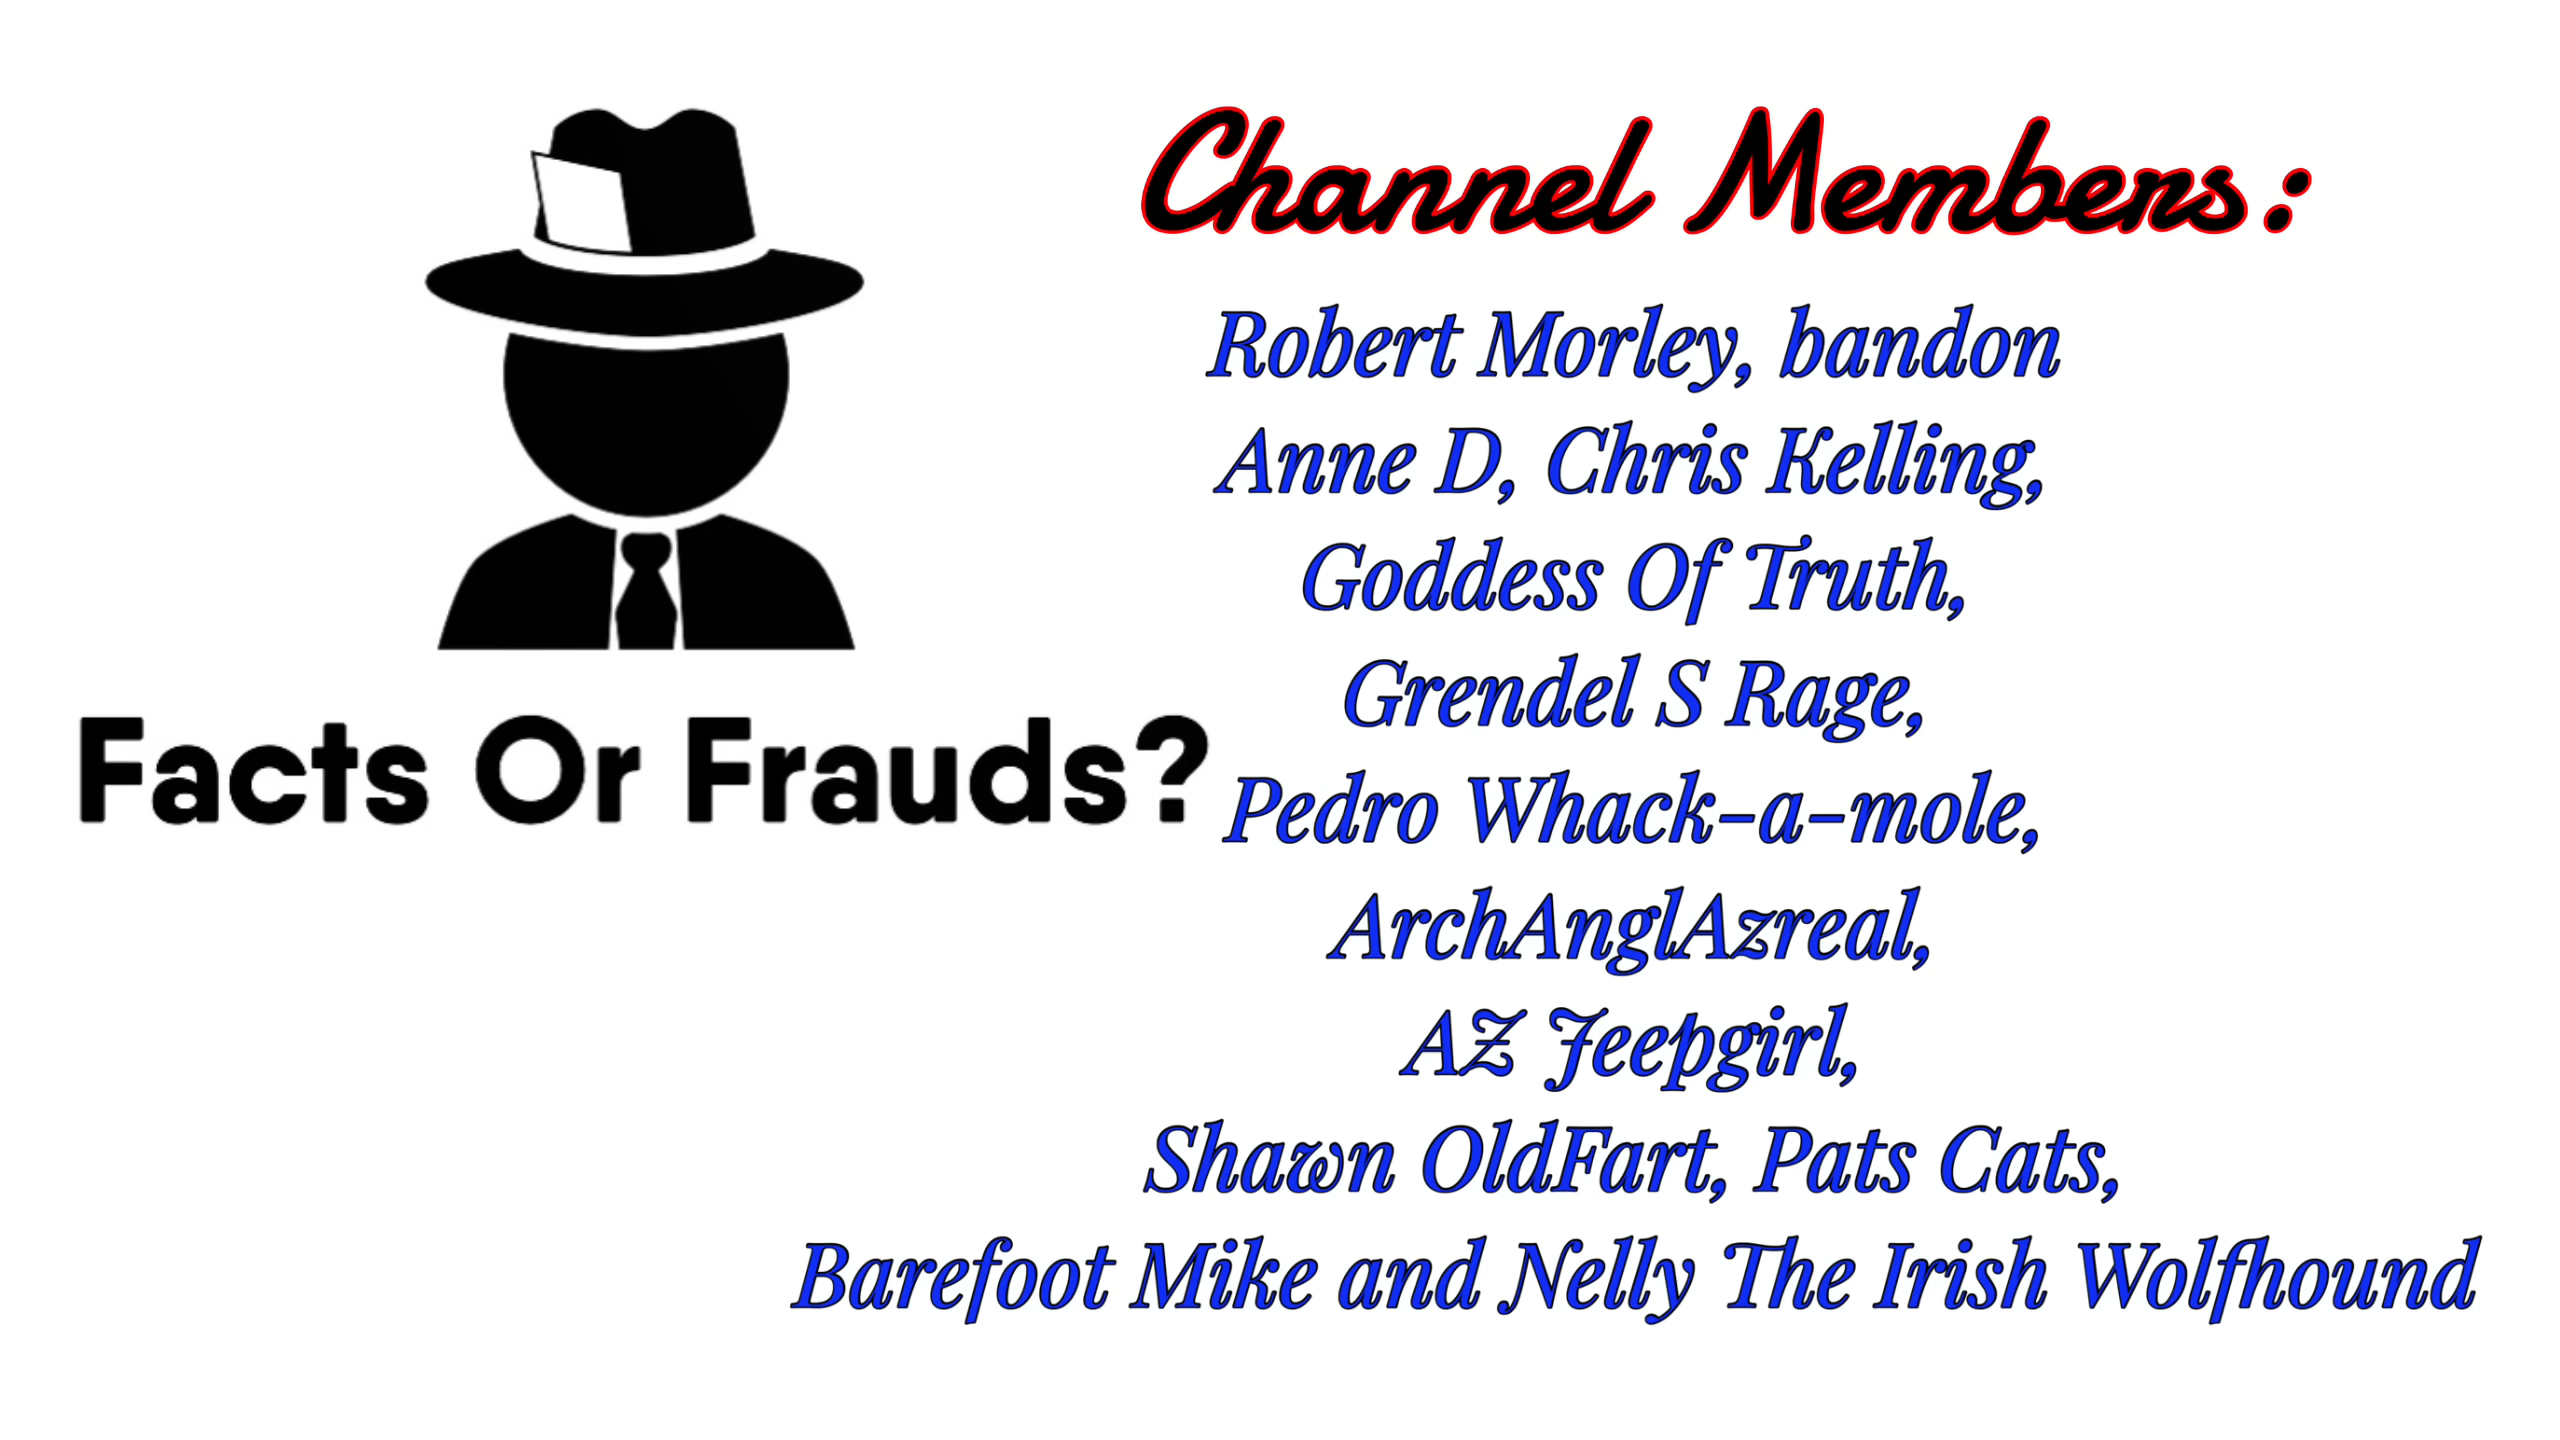 Facts Or Frauds?
Channel Members:
Robert Morley, bandon
Anne D, Chris Kelling,
Goddess Of Truth,
Grendel S Rage,
Pedro Whack-a-mole,
ArchAnglAzreal,
AZ Jeepgirl,
Shawn OldFart, Pats Cats,
Barefoot Mike and Nelly The Irish Wolfhound